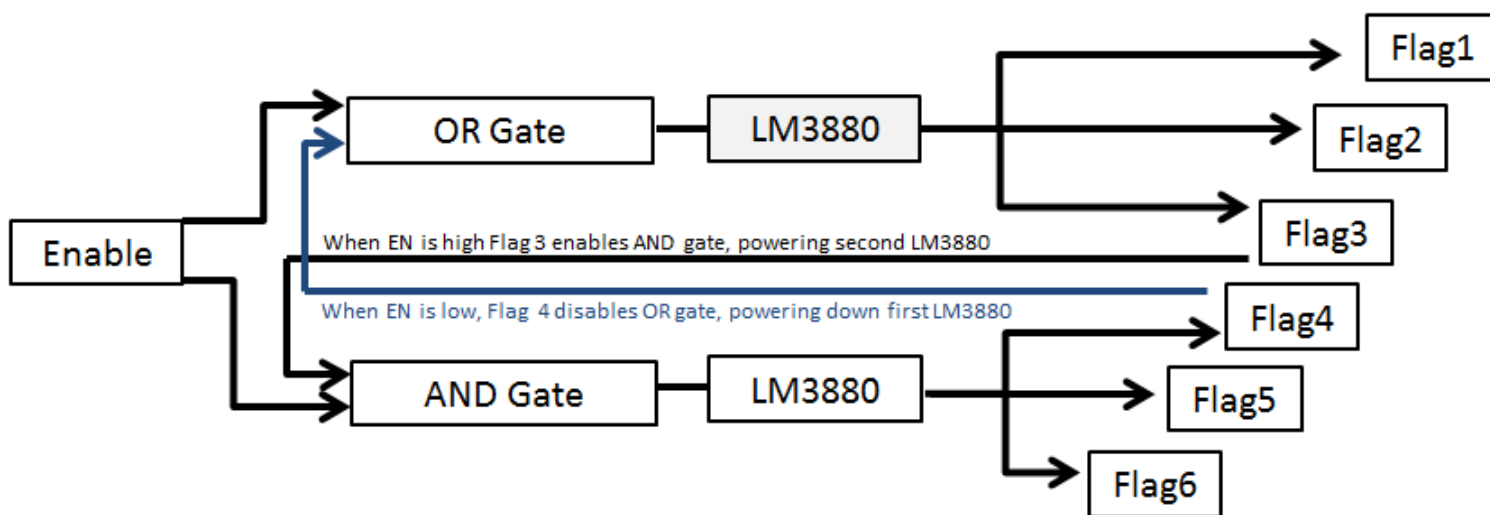 Flag1
OR Gate
LM3880
Flag2
Enable
When EN is high Flag 3 enables AND gate, powering second LM3880
Flag3
When EN is low, Flag 4 disables OR gate, powering down first LM3880
Flag4
AND Gate
LM3880
Flag5
Flag6